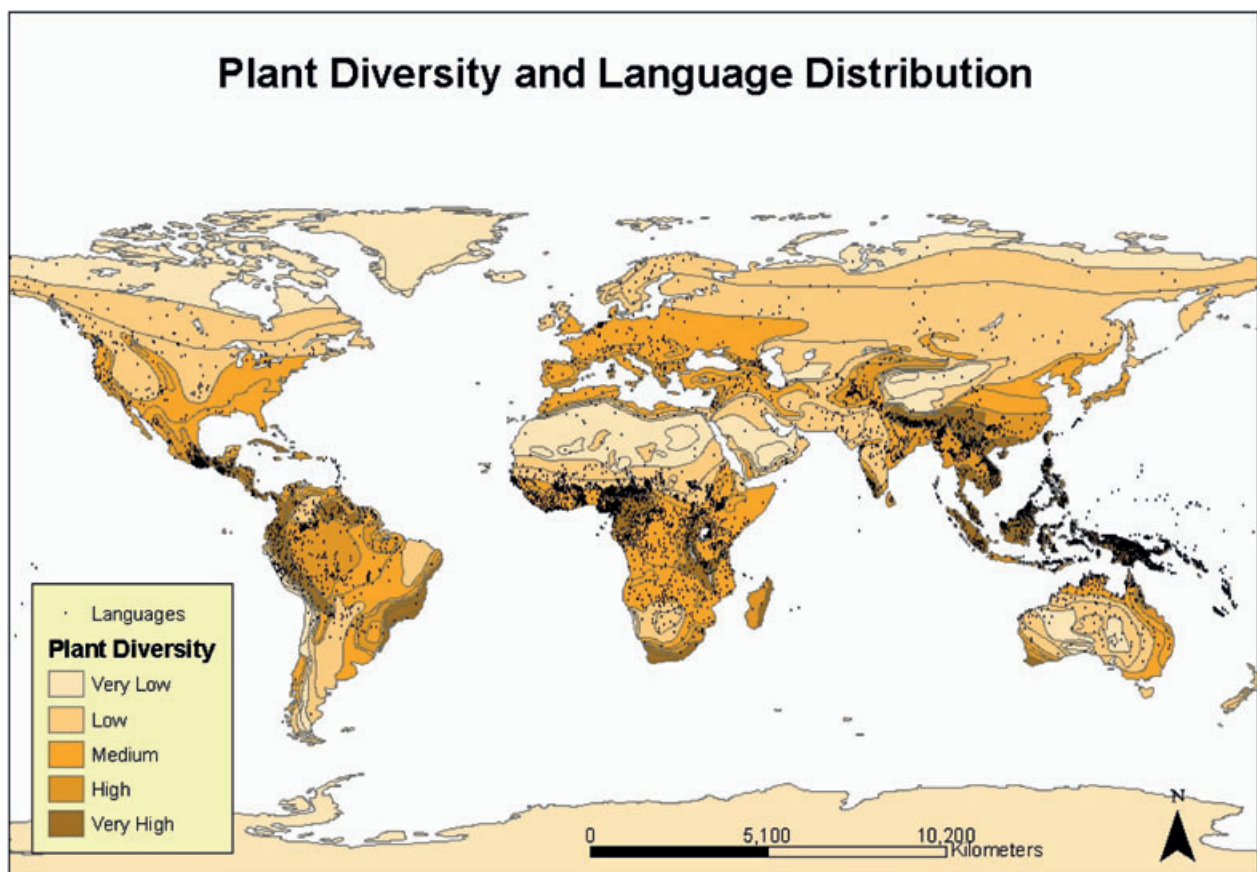 Plant Diversity and Language Distribution
Languages
Plant Diversity
Very Low
Low
Medium
High
Very High
N
0 5,100 10,200
Kilometers